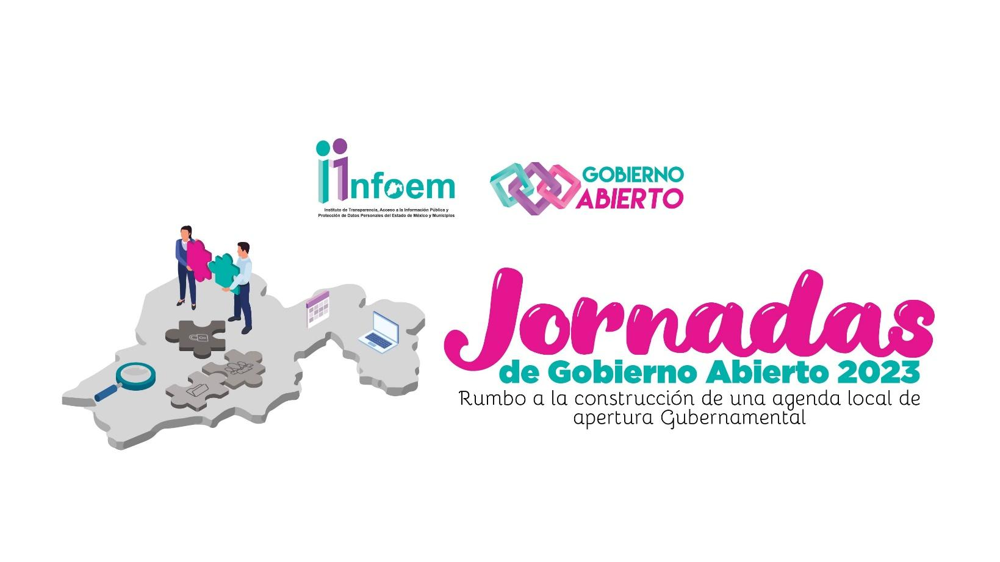 infoem
Instituto de Transparencia, Acceso a la Información Pública y
Protección de Datos Personales del Estado de México y Municipios
GOBIERNO
ABIERTO
Jornadas
de Gobierno Abierto 2023
Rumbo a la construcción de una agenda local de
apertura Gubernamental